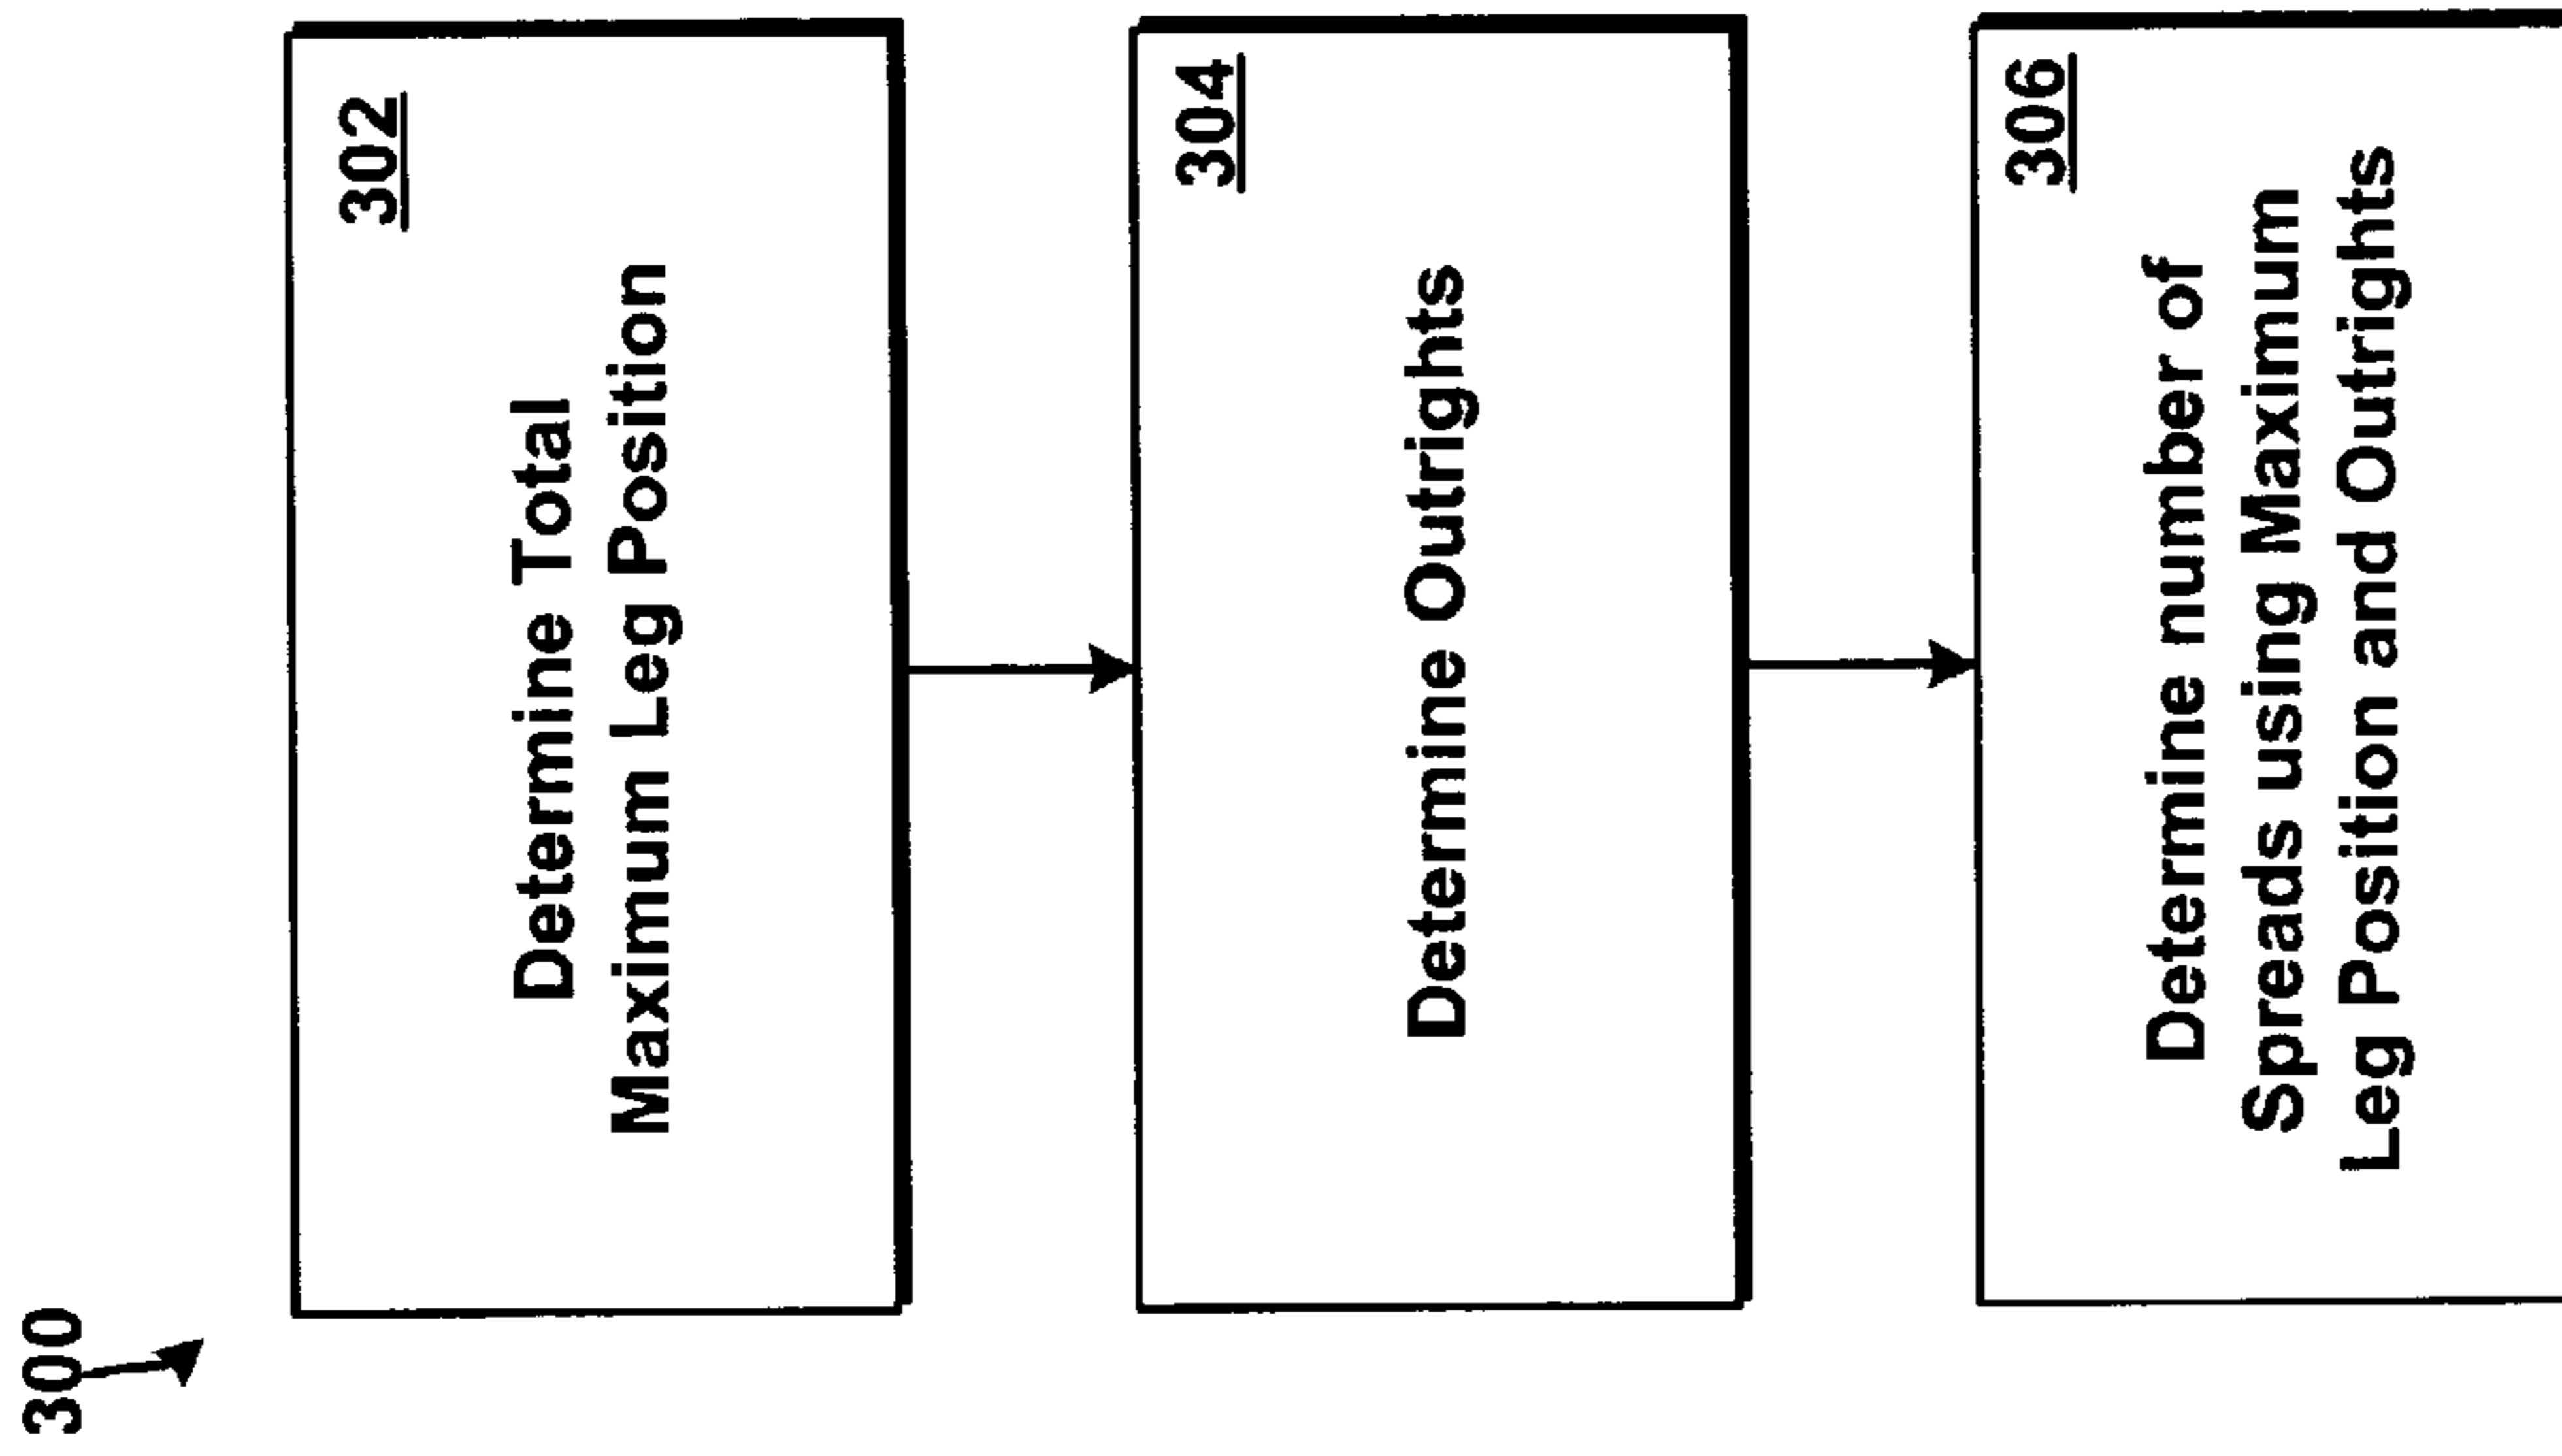 300
302
Determine Total
Maximum Leg Position
304
Determine Outrights
306
Determine number of
Spreads using Maximum
Leg Position and Outrights